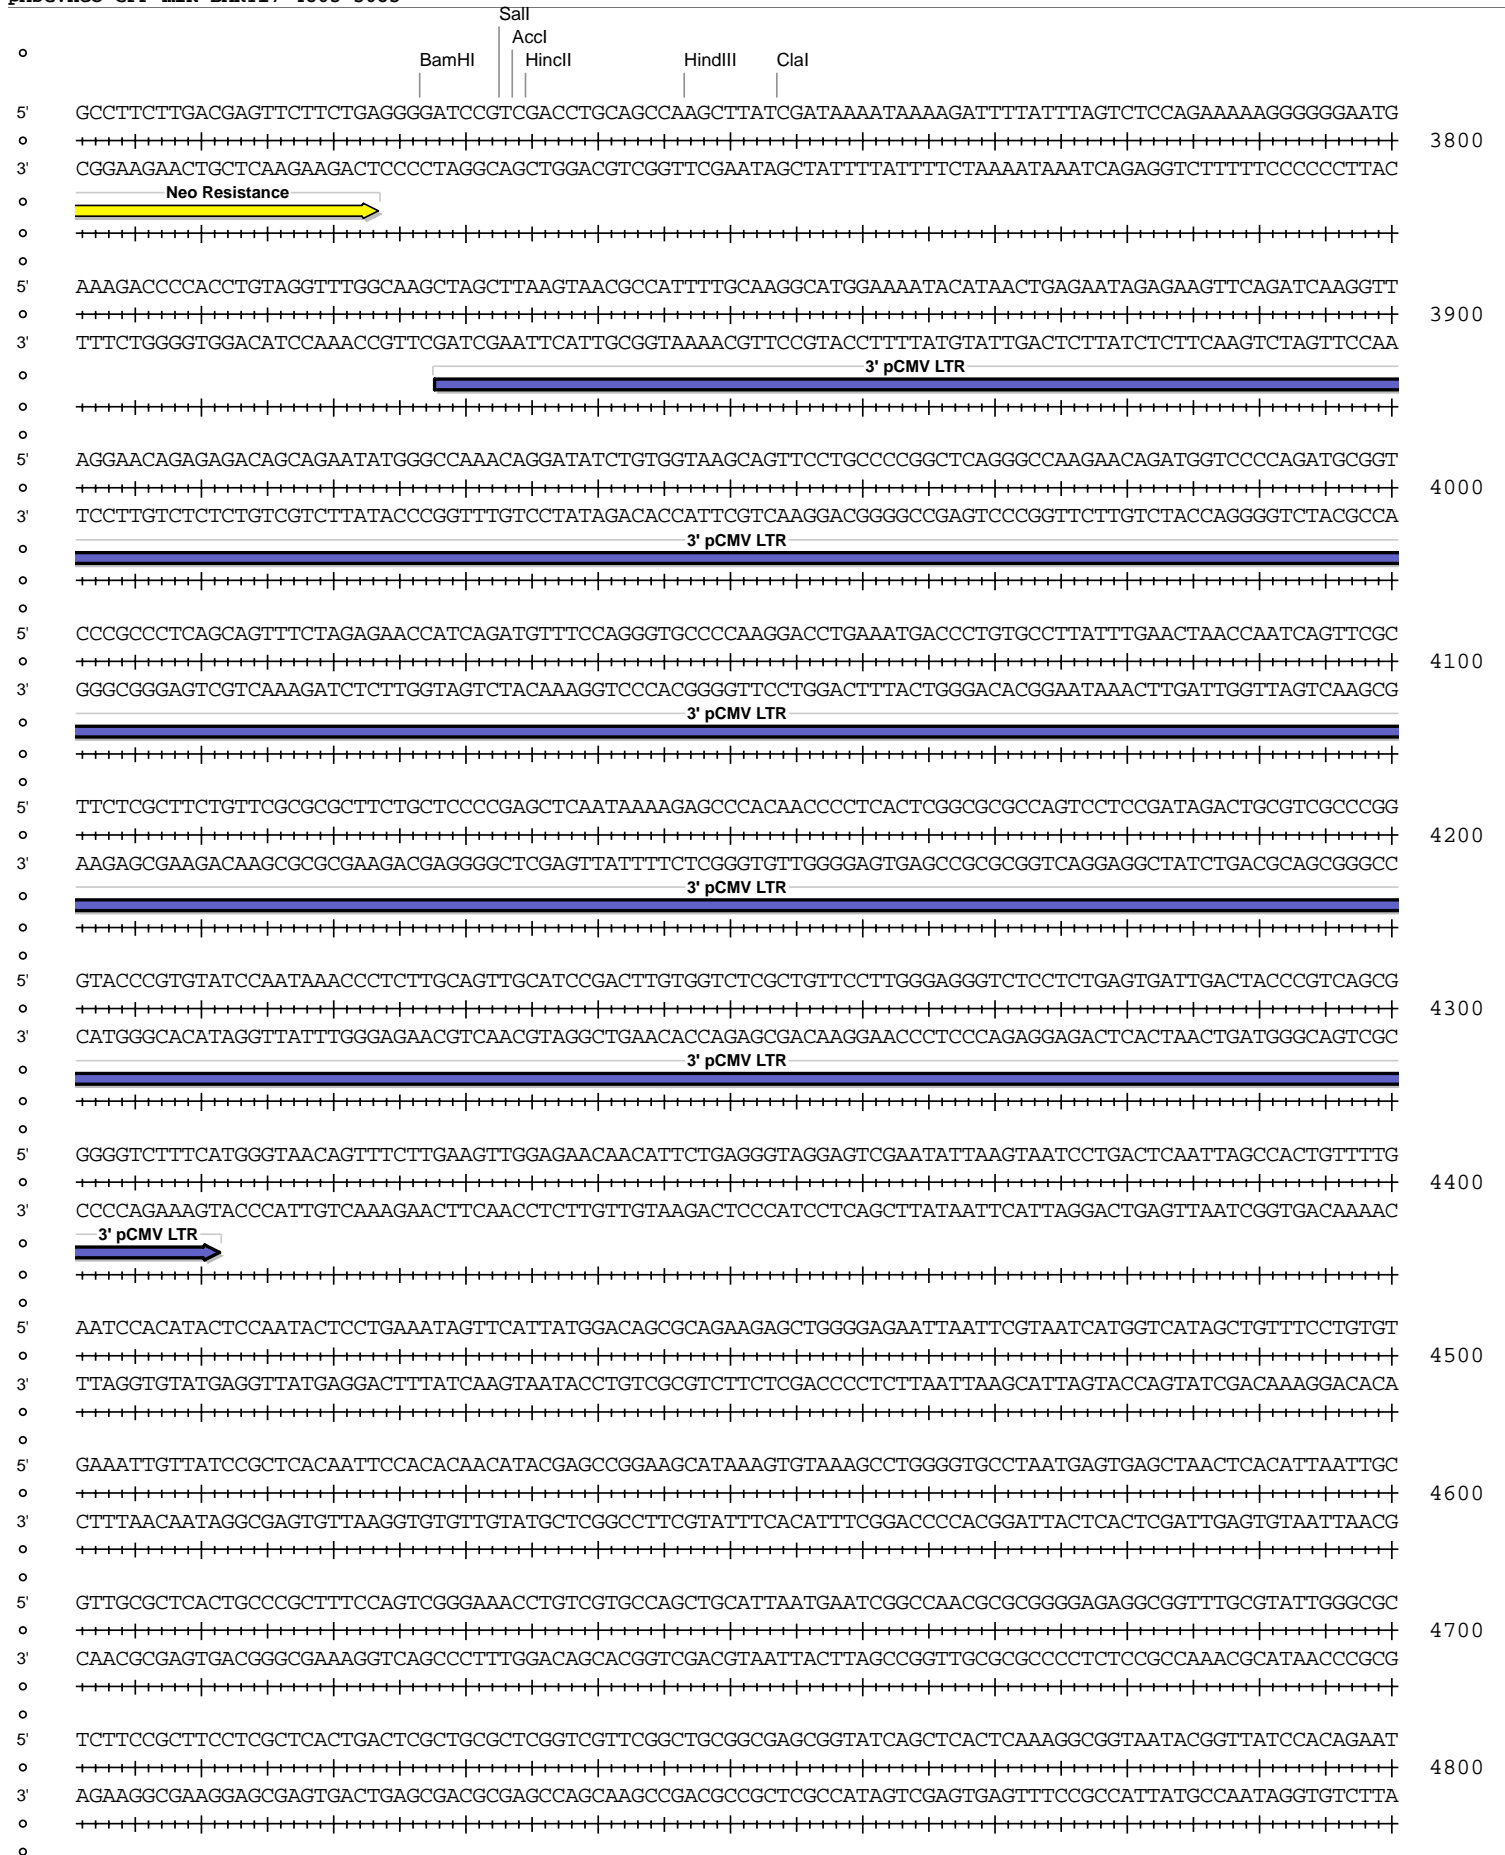 SalI
AccI
BamHI HincII HindIII ClaI
5' GCCTTCTTGACGAGTTCTTCTGAGGGGATCCGTCGACCTGCAGCCAAGCTTATCGATAAAATAAAAGATTTTATTTAGTCTCCAGAAAAAGGGGGGAATG
3800
3' CGGAAGAACTGCTCAAGAAGACTCCCCTAGGCAGCTGGACGTCGGTTCGAATAGCTATTTTATTTTCTAAAATAAATCAGAGGTCTTTTTCCCCCCTTAC
Neo Resistance
5' AAAGACCCCACCTGTAGGTTTGGCAAGCTAGCTTAAGTAACGCCATTTTGCAAGGCATGGAAAATACATAACTGAGAATAGAGAAGTTCAGATCAAGGTT
3900
3' TTTCTGGGGTGGACATCCAAACCGTTCGATCGAATTCATTGCGGTAAAACGTTCCGTACCTTTTATGTATTGACTCTTATCTCTTCAAGTCTAGTTCCAA
3' pCMV LTR
5' AGGAACAGAGAGACAGCAGAATATGGGCCAAACAGGATATCTGTGGTAAGCAGTTCCTGCCCCGGCTCAGGGCCAAGAACAGATGGTCCCCAGATGCGGT
4000
3' TCCTTGTCTCTCTGTCGTCTTATACCCGGTTTGTCCTATAGACACCATTCGTCAAGGACGGGGCCGAGTCCCGGTTCTTGTCTACCAGGGGTCTACGCCA
3' pCMV LTR
5' CCCGCCCTCAGCAGTTTCTAGAGAACCATCAGATGTTTCCAGGGTGCCCCAAGGACCTGAAATGACCCTGTGCCTTATTTGAACTAACCAATCAGTTCGC
4100
3' GGGCGGGAGTCGTCAAAGATCTCTTGGTAGTCTACAAAGGTCCCACGGGGTTCCTGGACTTTACTGGGACACGGAATAAACTTGATTGGTTAGTCAAGCG
3' pCMV LTR
5' TTCTCGCTTCTGTTCGCGCGCTTCTGCTCCCCGAGCTCAATAAAAGAGCCCACAACCCCTCACTCGGCGCGCCAGTCCTCCGATAGACTGCGTCGCCCGG
4200
3' AAGAGCGAAGACAAGCGCGCGAAGACGAGGGGCTCGAGTTATTTTCTCGGGTGTTGGGGAGTGAGCCGCGCGGTCAGGAGGCTATCTGACGCAGCGGGCC
3' pCMV LTR
5' GTACCCGTGTATCCAATAAACCCTCTTGCAGTTGCATCCGACTTGTGGTCTCGCTGTTCCTTGGGAGGGTCTCCTCTGAGTGATTGACTACCCGTCAGCG
4300
3' CATGGGCACATAGGTTATTTGGGAGAACGTCAACGTAGGCTGAACACCAGAGCGACAAGGAACCCTCCCAGAGGAGACTCACTAACTGATGGGCAGTCGC
3' pCMV LTR
5' GGGGTCTTTCATGGGTAACAGTTTCTTGAAGTTGGAGAACAACATTCTGAGGGTAGGAGTCGAATATTAAGTAATCCTGACTCAATTAGCCACTGTTTTG
4400
3' CCCCAGAAAGTACCCATTGTCAAAGAACTTCAACCTCTTGTTGTAAGACTCCCATCCTCAGCTTATAATTCATTAGGACTGAGTTAATCGGTGACAAAAC
3' pCMV LTR
5' AATCCACATACTCCAATACTCCTGAAATAGTTCATTATGGACAGCGCAGAAGAGCTGGGGAGAATTAATTCGTAATCATGGTCATAGCTGTTTCCTGTGT
4500
3' TTAGGTGTATGAGGTTATGAGGACTTTATCAAGTAATACCTGTCGCGTCTTCTCGACCCCTCTTAATTAAGCATTAGTACCAGTATCGACAAAGGACACA
5' GAAATTGTTATCCGCTCACAATTCCACACAACATACGAGCCGGAAGCATAAAGTGTAAAGCCTGGGGTGCCTAATGAGTGAGCTAACTCACATTAATTGC
4600
3' CTTTAACAATAGGCGAGTGTTAAGGTGTGTTGTATGCTCGGCCTTCGTATTTCACATTTCGGACCCCACGGATTACTCACTCGATTGAGTGTAATTAACG
5' GTTGCGCTCACTGCCCGCTTTCCAGTCGGGAAACCTGTCGTGCCAGCTGCATTAATGAATCGGCCAACGCGCGGGGAGAGGCGGTTTGCGTATTGGGCGC
4700
3' CAACGCGAGTGACGGGCGAAAGGTCAGCCCTTTGGACAGCACGGTCGACGTAATTACTTAGCCGGTTGCGCGCCCCTCTCCGCCAAACGCATAACCCGCG
5' TCTTCCGCTTCCTCGCTCACTGACTCGCTGCGCTCGGTCGTTCGGCTGCGGCGAGCGGTATCAGCTCACTCAAAGGCGGTAATACGGTTATCCACAGAAT
4800
3' AGAAGGCGAAGGAGCGAGTGACTGAGCGACGCGAGCCAGCAAGCCGACGCCGCTCGCCATAGTCGAGTGAGTTTCCGCCATTATGCCAATAGGTGTCTTA